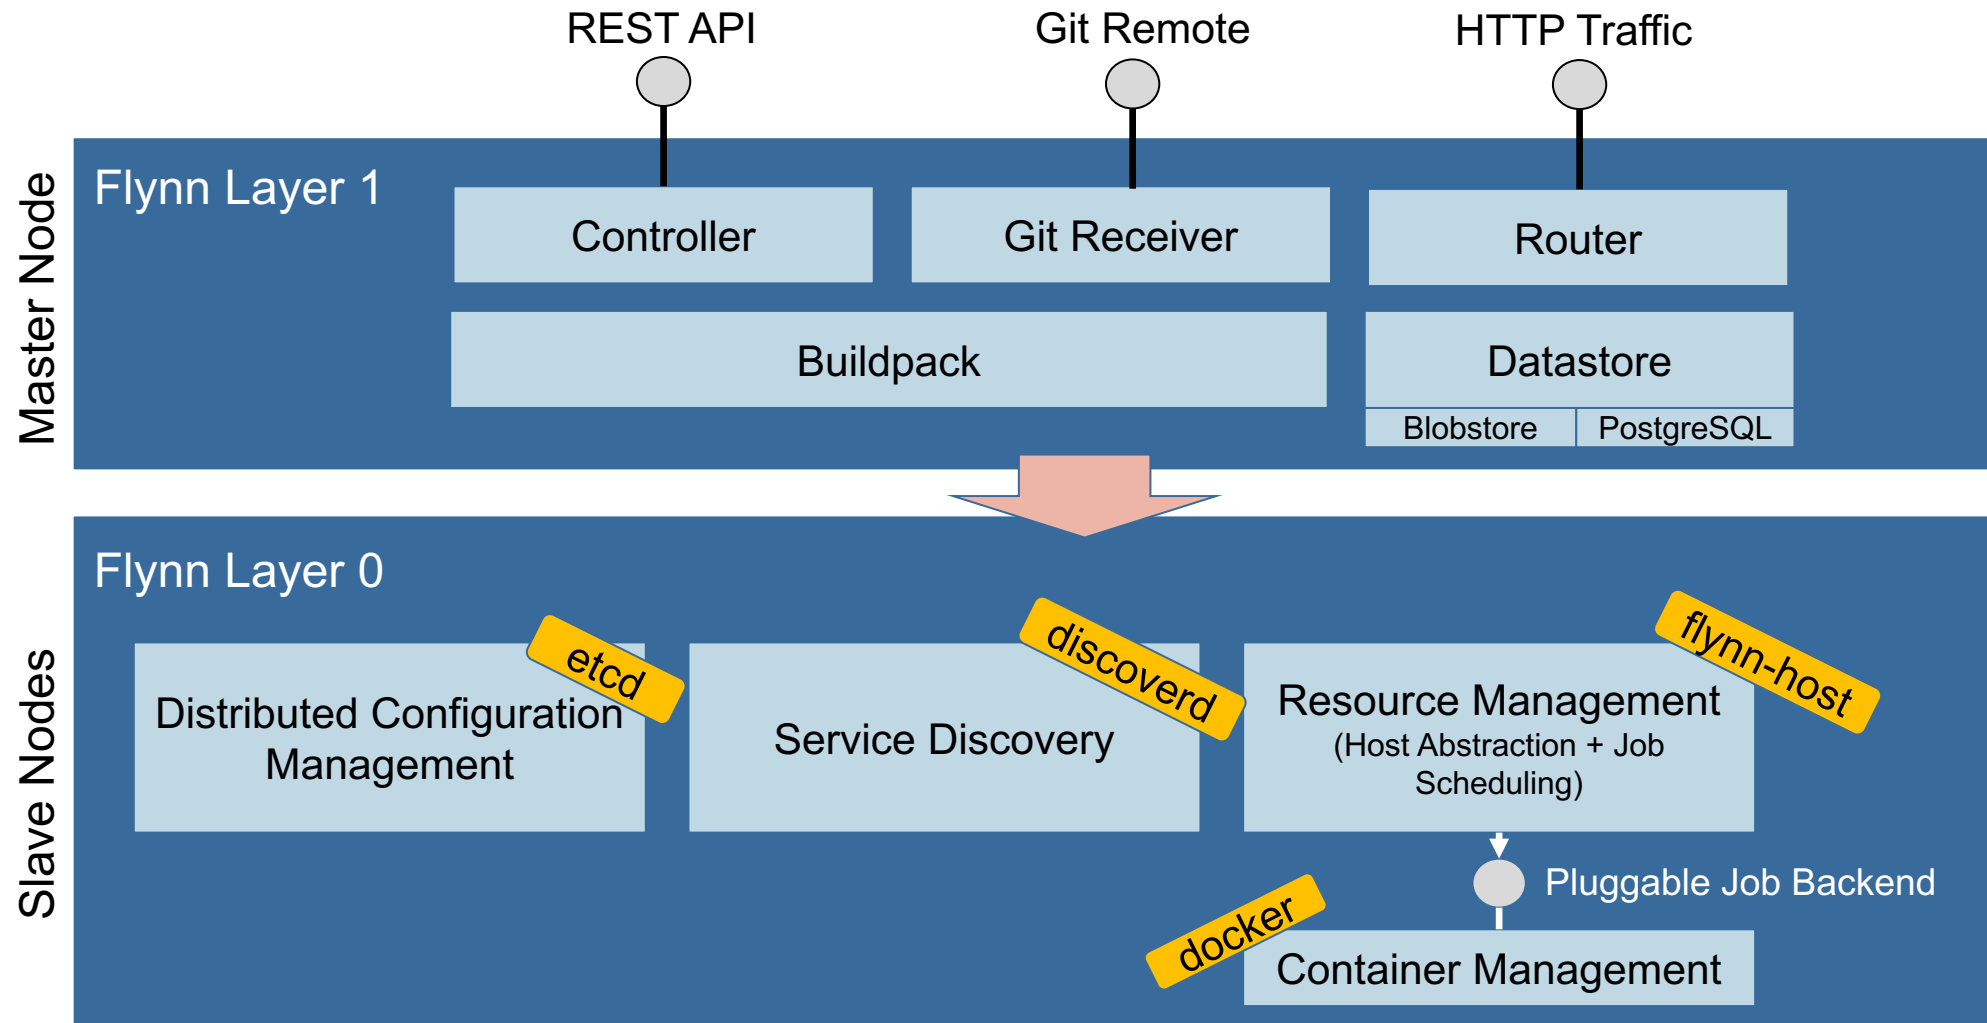 REST API
Git Remote
HTTP Traffic
Master Node
Flynn Layer 1
Controller
Git Receiver
Router
Buildpack
Datastore
Blobstore
PostgreSQL
Slave Nodes
Flynn Layer 0
etcd
Distributed Configuration
Management
discoverd
Service Discovery
flynn-host
Resource Management
(Host Abstraction + Job
Scheduling)
Pluggable Job Backend
docker
Container Management